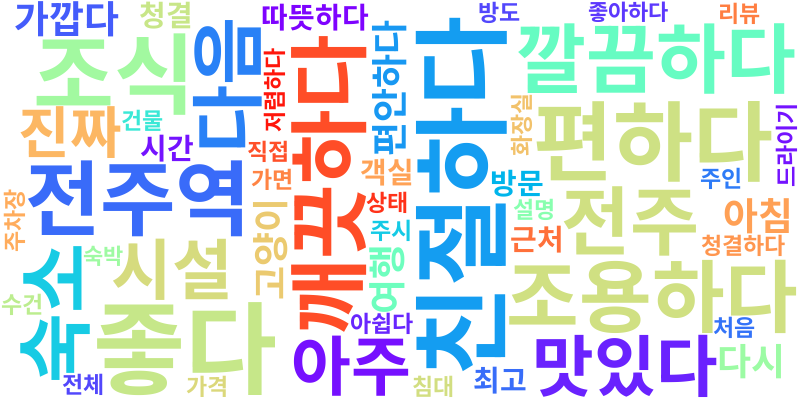 가깝다
청결
따뜻하다
방도
좋아하다
리뷰
조식
다음
저렴하다
깨끗하다
편안하다
친절하다
깔끔하다
진짜
건물
시간
직접
가면
객실
화장실
편하다
드라이기
전주역
상태
방문
설명
전주
주인
아침
주차장
숙소
숙박
시설
고양이
주시
여행
근처
청결하다
조용하다
수건
좋다
아쉽다
처음
전체
가격
아주
침대
최고
맛있다
다시